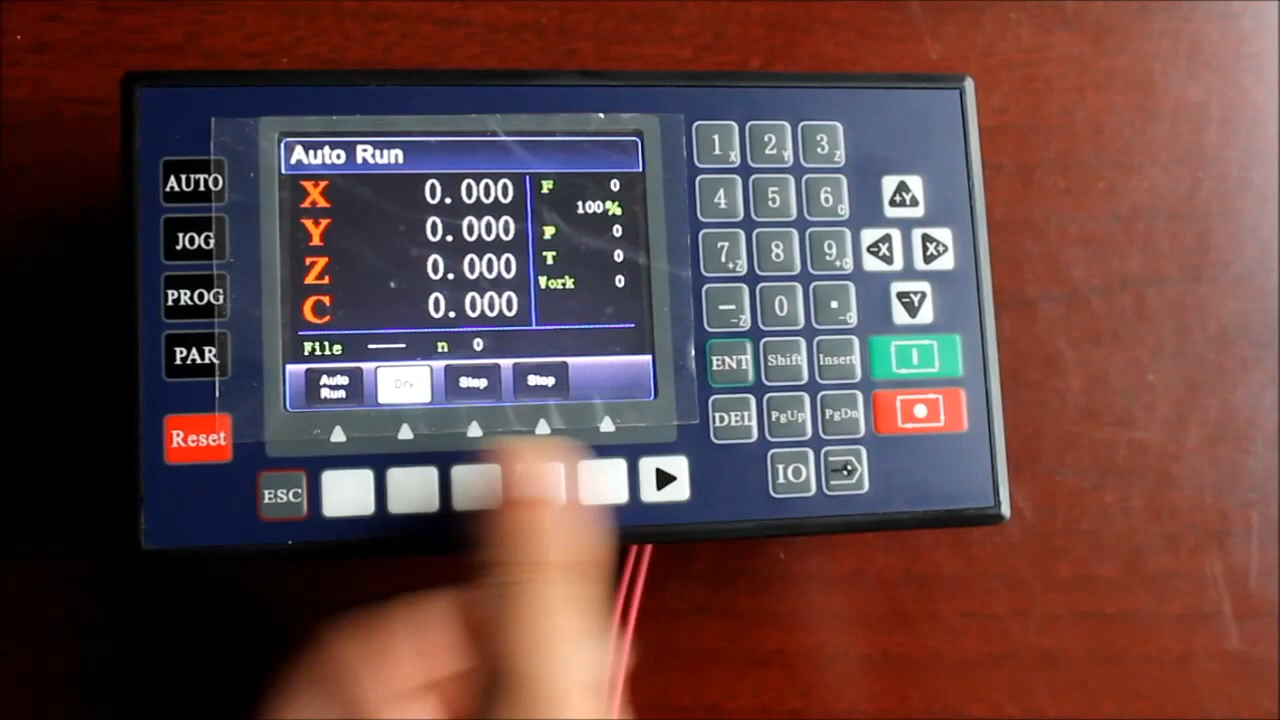 Auto Run
X 0.000 F 0
100%
Y 0.000 P 0
Z 0.000 T 0
Work 0
C 0.000
File n 0
Auto Run
Dry
Step
Stop
AUTO
JOG
PROG
PAR
Reset
ESC
1 X 2 Y 3 Z
4 5 6 C
7 +Z 8 9 +C
− −Z 0 . −C
ENT Shift Insert
DEL PgUp PgDn
IO
+Y
-X X+
-Y